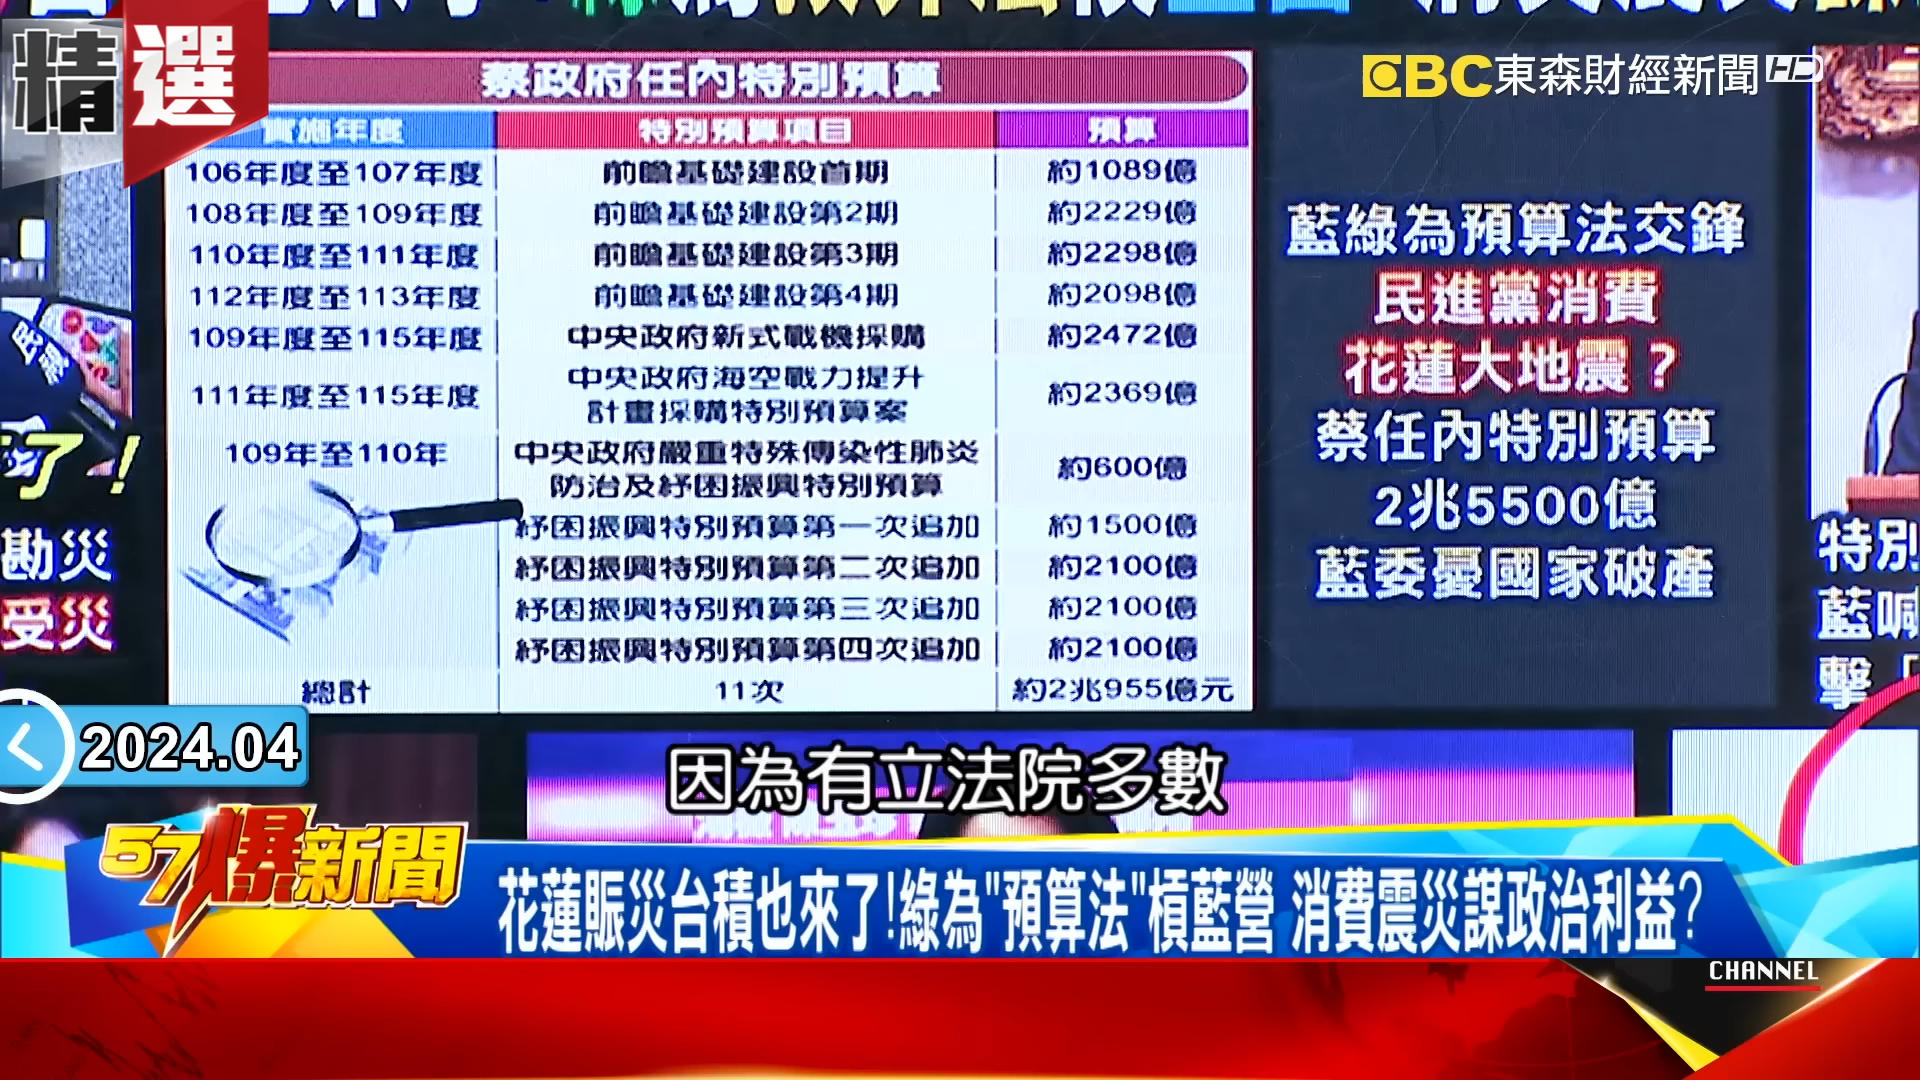 精選
EBC東森財經新聞HD
蔡政府任內特別預算
實施年度 特別預算項目 預算
106年度至107年度 前瞻基礎建設首期 約1089億
108年度至109年度 前瞻基礎建設第2期 約2229億
110年度至111年度 前瞻基礎建設第3期 約2298億
112年度至113年度 前瞻基礎建設第4期 約2098億
109年度至115年度 中央政府新式戰機採購 約2472億
111年度至115年度 中央政府海空戰力提升
計畫採購特別預算案 約2369億
109年至110年 中央政府嚴重特殊傳染性肺炎
防治及紓困振興特別預算 約600億
紓困振興特別預算第一次追加 約1500億
紓困振興特別預算第二次追加 約2100億
紓困振興特別預算第三次追加 約2100億
紓困振興特別預算第四次追加 約2100億
總計 11次 約2兆955億元
藍綠為預算法交鋒
民進黨消費
花蓮大地震？
蔡任內特別預算
2兆5500億
藍委憂國家破產
了！
勘災
受災
特別
藍喊
擊「
2024.04
因為有立法院多數
57爆新聞
花蓮賑災台積也來了!綠為"預算法"槓藍營 消費震災謀政治利益?
CHANNEL